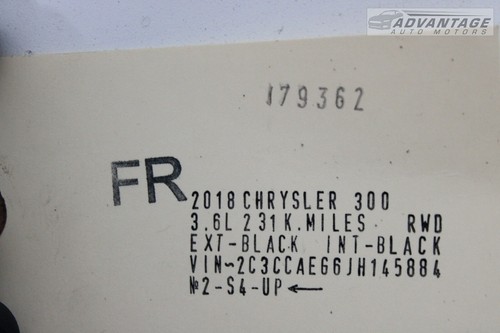 ADVANTAGE
AUTO MOTORS
179362
FR
2018 CHRYSLER 300
3.6L 231K.MILES RWD
EXT-BLACK INT-BLACK
VIN~2C3CCAE66JH145884
№2-S4-UP←